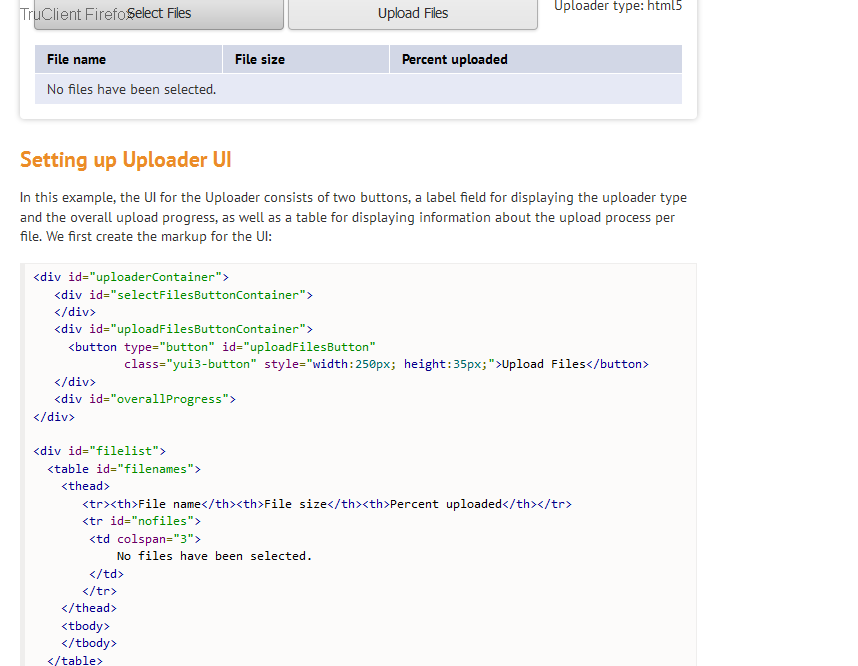 TruClient Firefox
Select Files
Upload Files
Uploader type: html5
File name File size Percent uploaded
No files have been selected.
Setting up Uploader UI
In this example, the UI for the Uploader consists of two buttons, a label field for displaying the uploader type
and the overall upload progress, as well as a table for displaying information about the upload process per
file. We first create the markup for the UI:
<div id="uploaderContainer">
<div id="selectFilesButtonContainer">
</div>
<div id="uploadFilesButtonContainer">
<button type="button" id="uploadFilesButton"
class="yui3-button" style="width:250px; height:35px;">Upload Files</button>
</div>
<div id="overallProgress">
</div>
<div id="filelist">
<table id="filenames">
<thead>
<tr><th>File name</th><th>File size</th><th>Percent uploaded</th></tr>
<tr id="nofiles">
<td colspan="3">
No files have been selected.
</td>
</tr>
</thead>
<tbody>
</tbody>
</table>